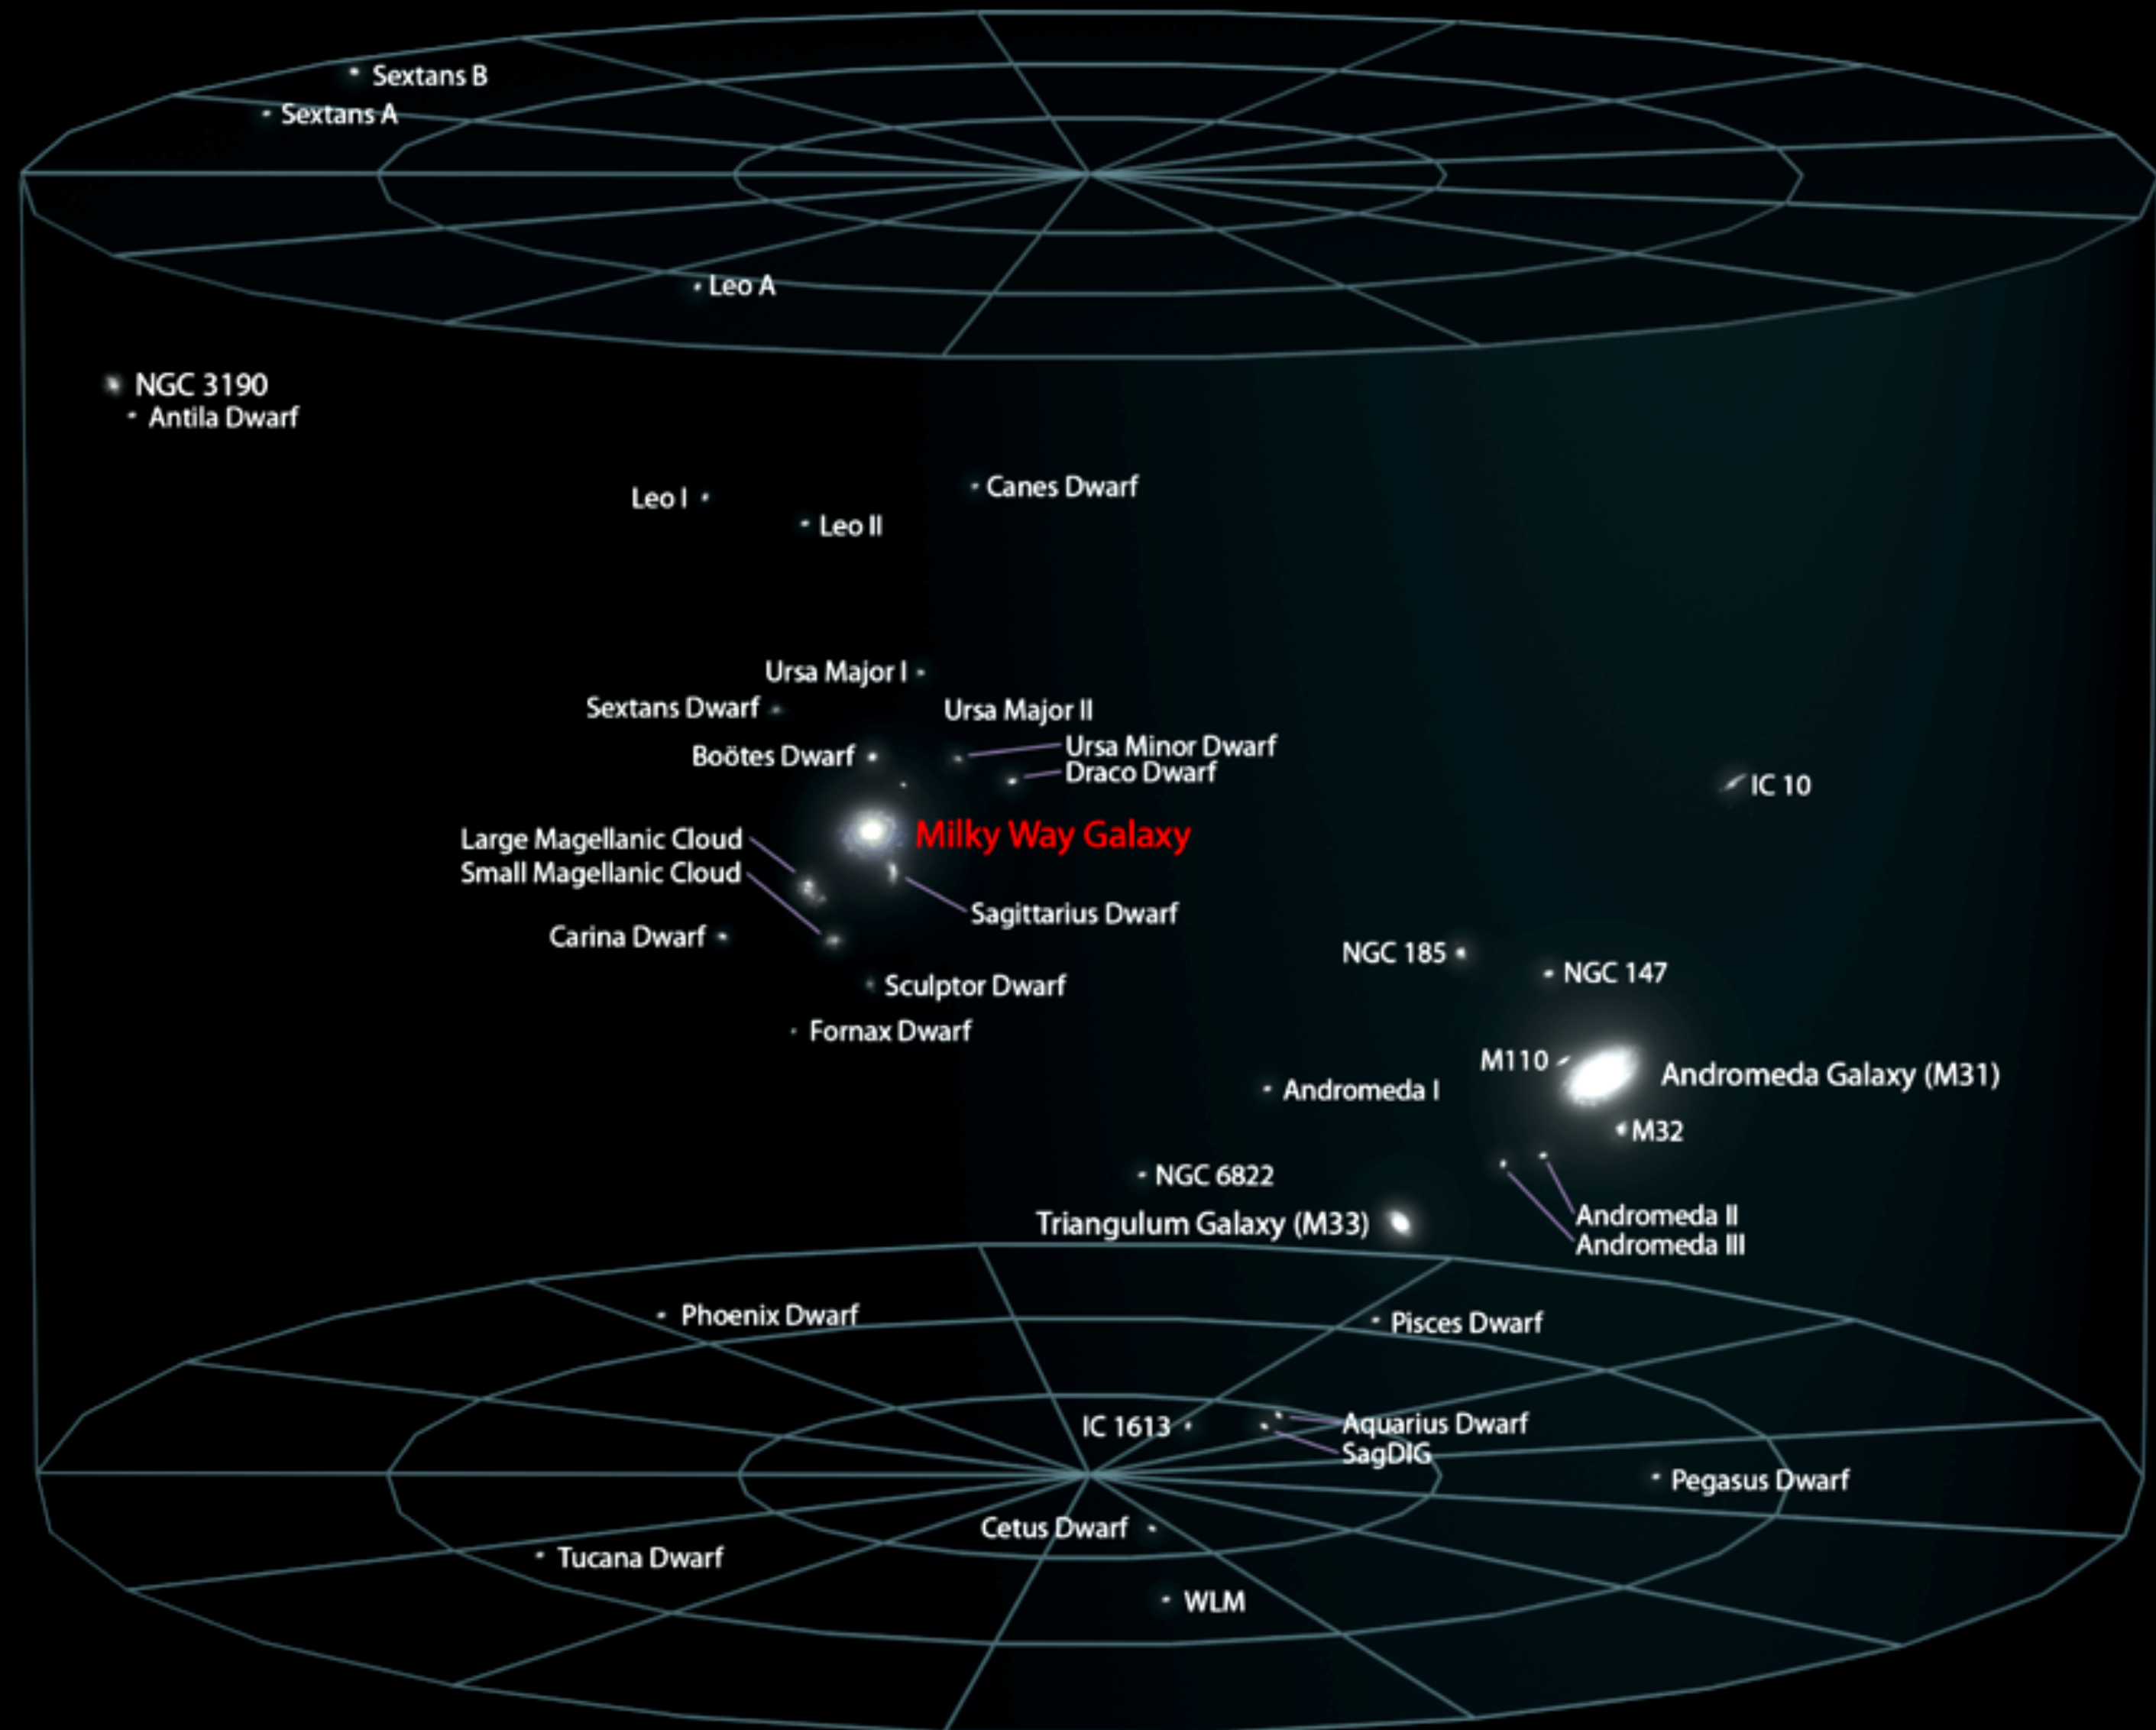 Sextans B
Sextans A
Leo A
NGC 3190
Antila Dwarf
Canes Dwarf
Leo I
Leo II
Ursa Major I
Sextans Dwarf
Ursa Major II
Ursa Minor Dwarf
Boötes Dwarf
Draco Dwarf
IC 10
Milky Way Galaxy
Large Magellanic Cloud
Small Magellanic Cloud
Sagittarius Dwarf
Carina Dwarf
NGC 185
NGC 147
Sculptor Dwarf
Fornax Dwarf
M110
Andromeda Galaxy (M31)
Andromeda I
M32
NGC 6822
Andromeda II
Triangulum Galaxy (M33)
Andromeda III
Phoenix Dwarf
Pisces Dwarf
IC 1613
Aquarius Dwarf
SagDIG
Pegasus Dwarf
Cetus Dwarf
Tucana Dwarf
WLM